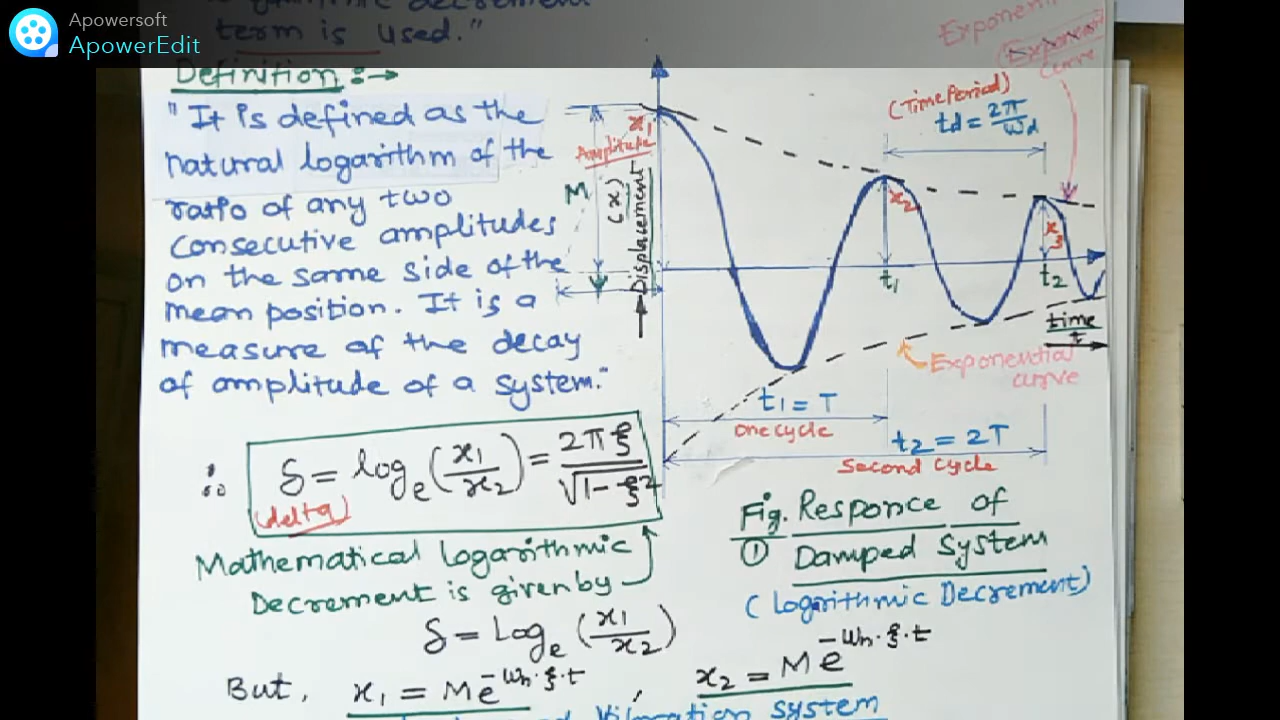 Apowersoft
ApowerEdit
term is used."
Definition :→
"It is defined as the
natural logarithm of the
ratio of any two
consecutive amplitudes
on the same side of the
mean position. It is a
measure of the decay
of amplitude of a system."
∴ δ = log e (x1/x2) = 2πξ/√1-ξ²
(delta)
Mathematical logarithmic
Decrement is given by
δ = Loge (x1/x2)
But, x1 = Me^-ωn·ξ·t , x2 = Me^-ωn·ξ·t
Vibration system
Exponential
curve
(Time Period)
td = 2π/ωd
x1
Amplitude
M
(x)
Displacement
x2
x3
t1
t2
time
t
Exponential
curve
t1 = T
One cycle
t2 = 2T
Second cycle
Fig. Responce of
① Damped System
(Logarithmic Decrement)